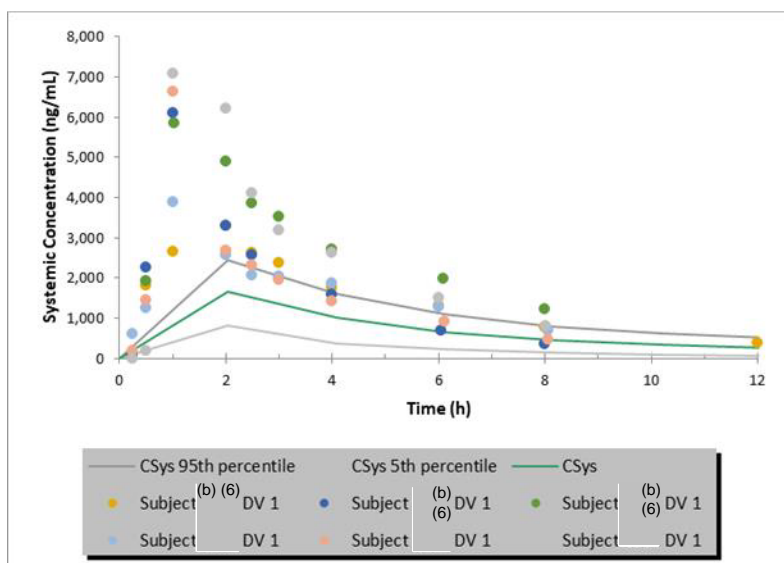 8,000
7,000
6,000
5,000
4,000
3,000
2,000
1,000
0
Systemic Concentration (ng/mL)
0 2 4 6 8 10 12
Time (h)
CSys 95th percentile CSys 5th percentile CSys
Subject (b) (6) DV 1 Subject (b) (6) DV 1 Subject (b) (6) DV 1
Subject DV 1 Subject DV 1 Subject DV 1